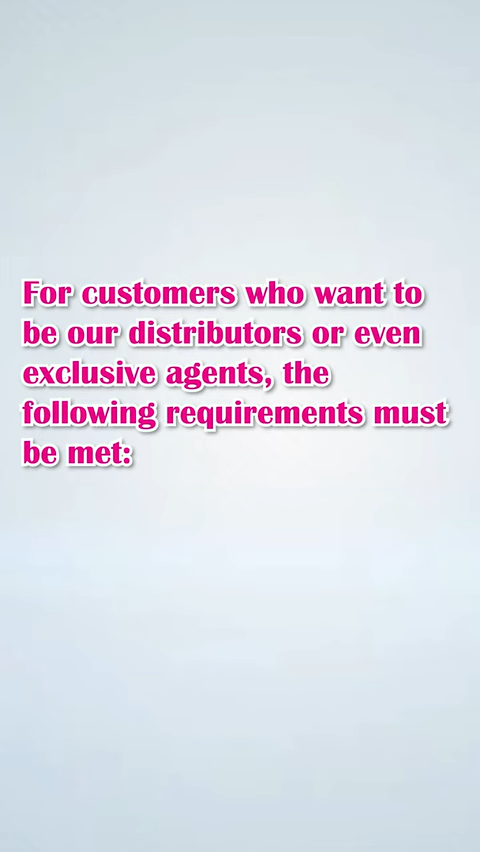 For customers who want to
be our distributors or even
exclusive agents, the
following requirements must
be met: